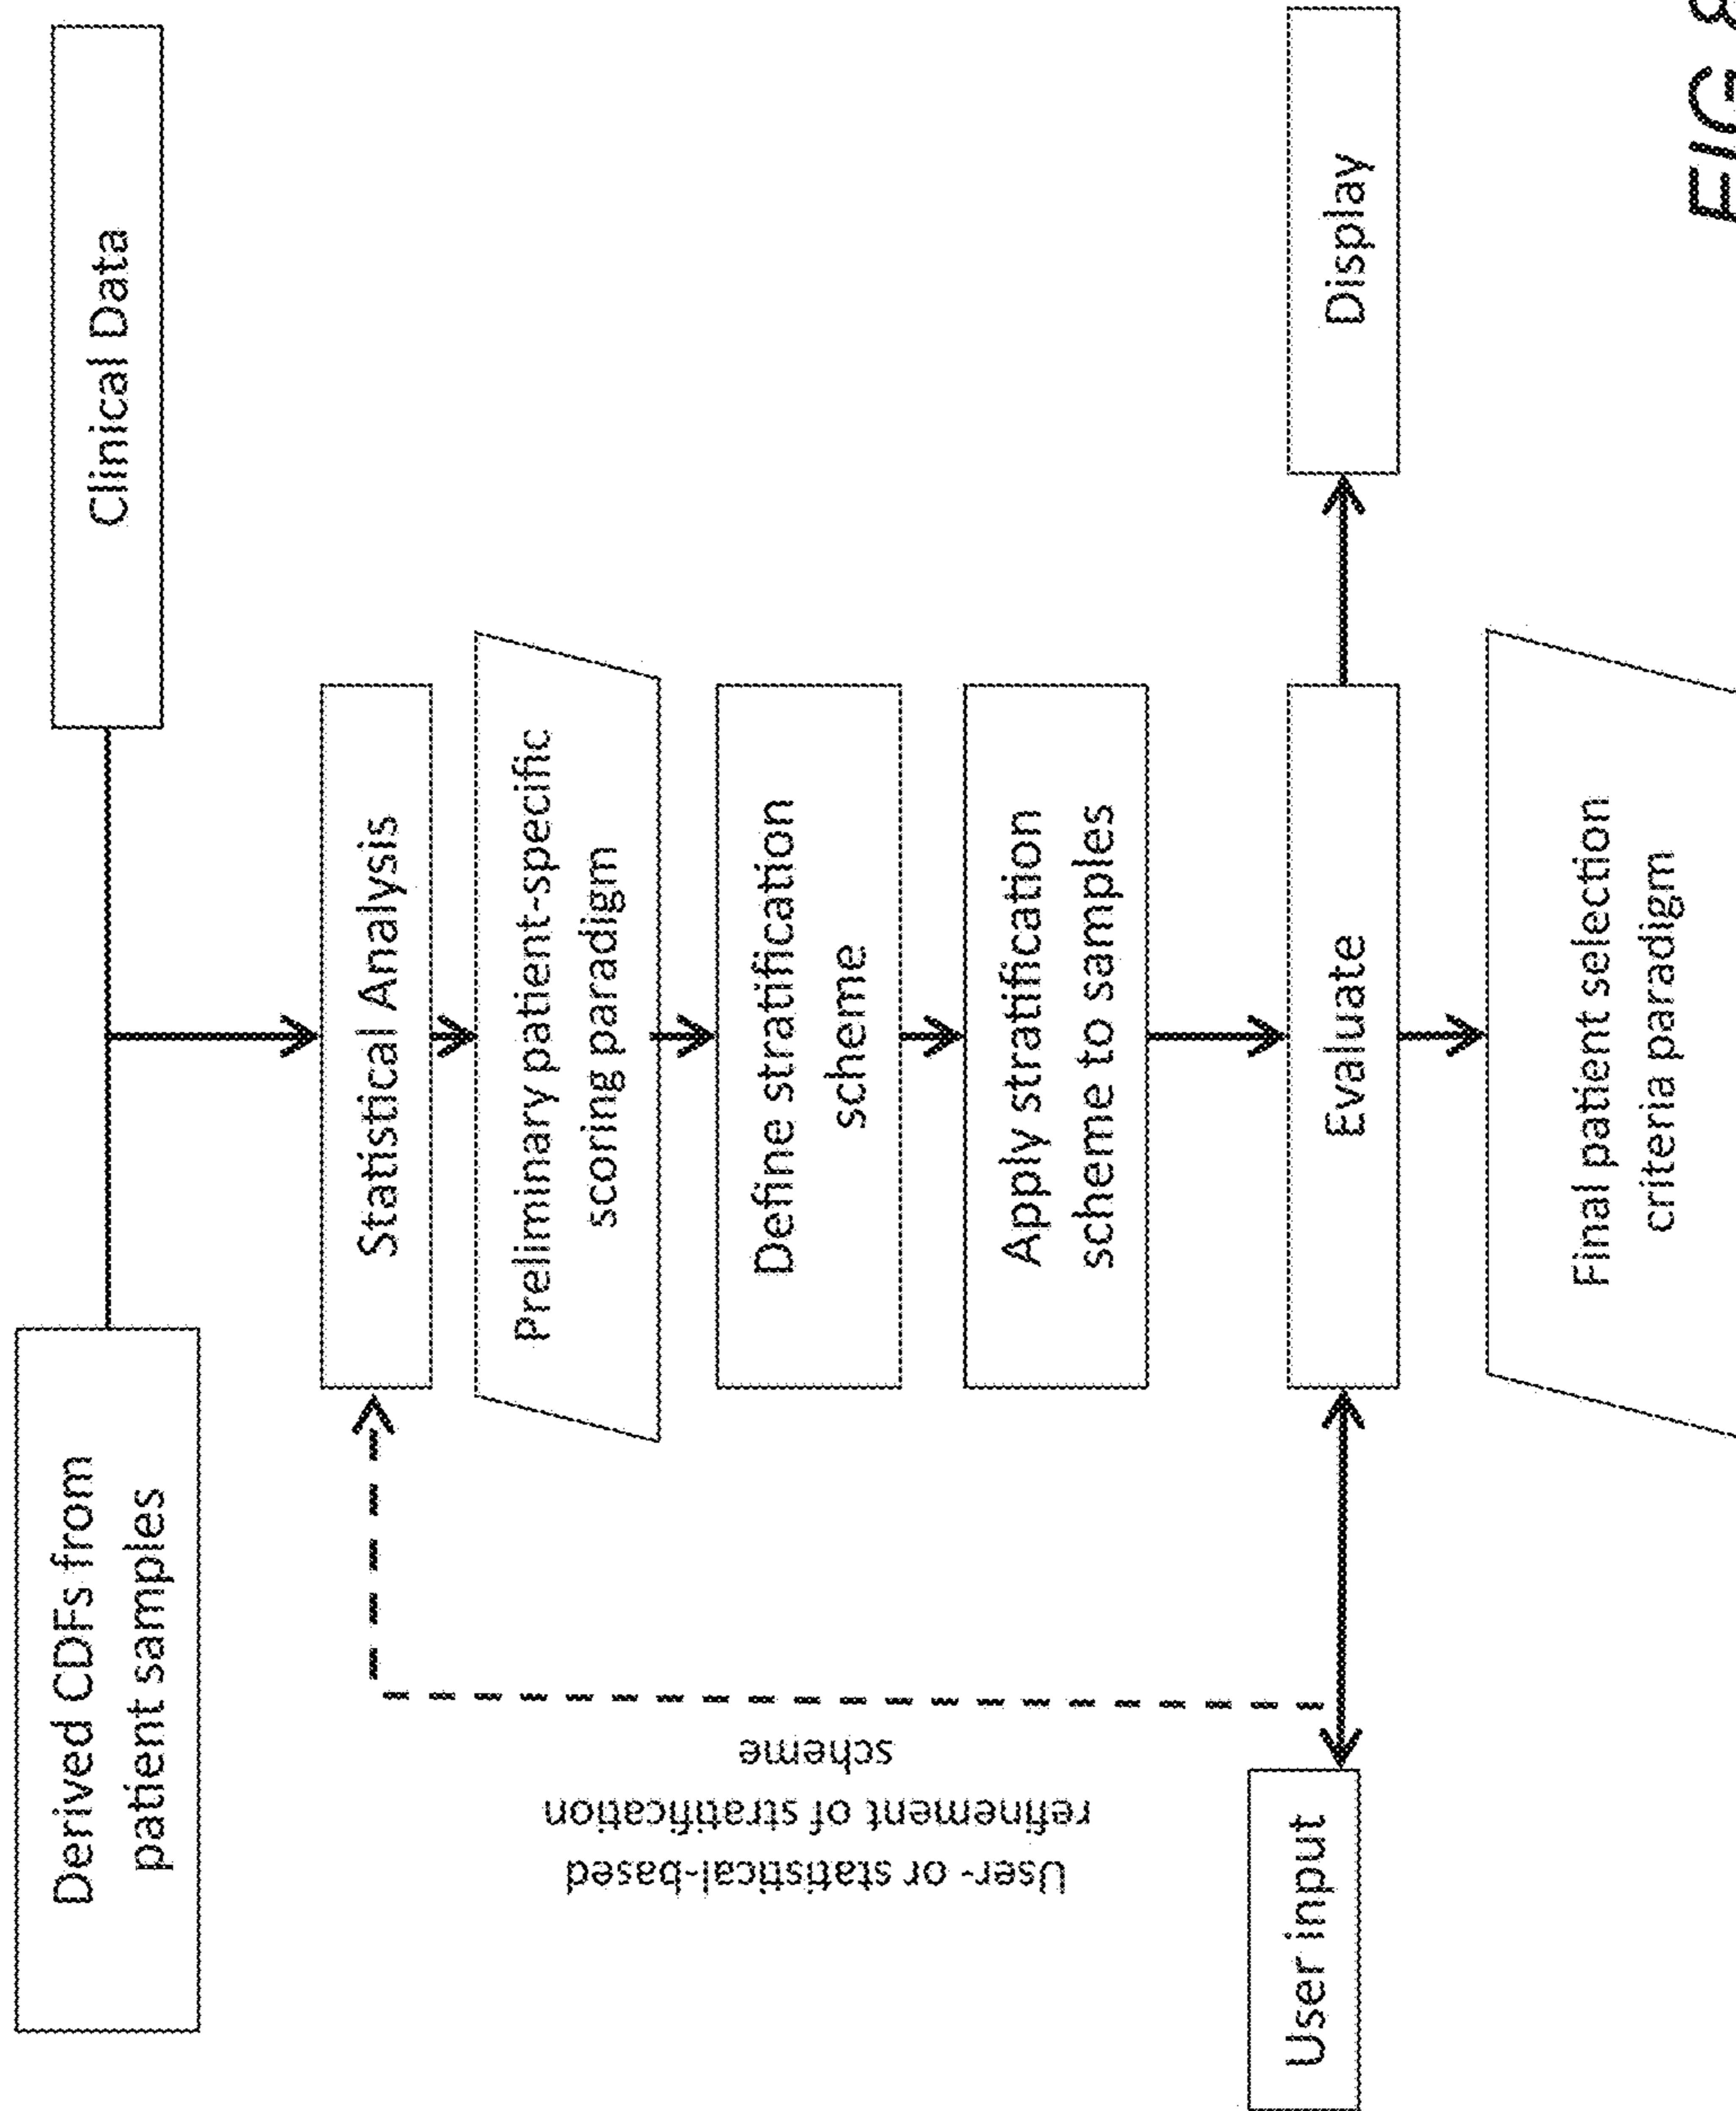 Derived CDFs from
patient samples
Clinical Data
Statistical Analysis
Preliminary patient-specific
scoring paradigm
Define stratification
scheme
Apply stratification
scheme to samples
User- or statistical-based
refinement of stratification
scheme
User input
Evaluate
Display
Final patient selection
criteria paradigm
FIG 8